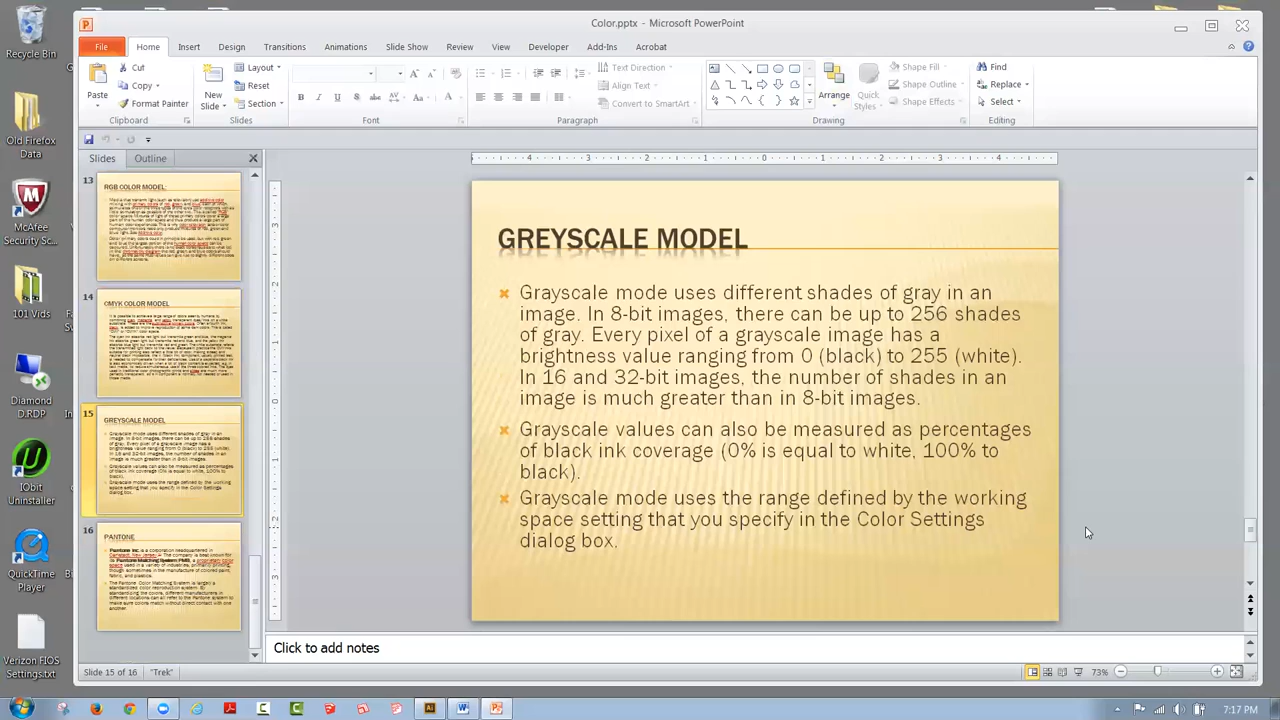 Color.pptx - Microsoft PowerPoint
File Home Insert Design Transitions Animations Slide Show Review View Developer Add-Ins Acrobat
Cut
Copy
Format Painter
Paste
Clipboard
New
Slide
Layout
Reset
Section
Slides
Font
Text Direction
Align Text
Convert to SmartArt
Paragraph
Arrange
Quick
Styles
Shape Fill
Shape Outline
Shape Effects
Drawing
Find
Replace
Select
Editing
Slides Outline
Recycle Bin
Old Firefox
Data
McAfee
Security Sc...
101 Vids
Diamond
D.RDP
IObit
Uninstaller
QuickTime
Player
Verizon FIOS
Settings.txt
13
RGB COLOR MODEL
14
CMYK COLOR MODEL
15
GREYSCALE MODEL
16
PANTONE
GREYSCALE MODEL
Grayscale mode uses different shades of gray in an
image. In 8-bit images, there can be up to 256 shades
of gray. Every pixel of a grayscale image has a
brightness value ranging from 0 (black) to 255 (white).
In 16 and 32-bit images, the number of shades in an
image is much greater than in 8-bit images.
Grayscale values can also be measured as percentages
of black ink coverage (0% is equal to white, 100% to
black).
Grayscale mode uses the range defined by the working
space setting that you specify in the Color Settings
dialog box.
Click to add notes
Slide 15 of 16 "Trek" 73%
7:17 PM